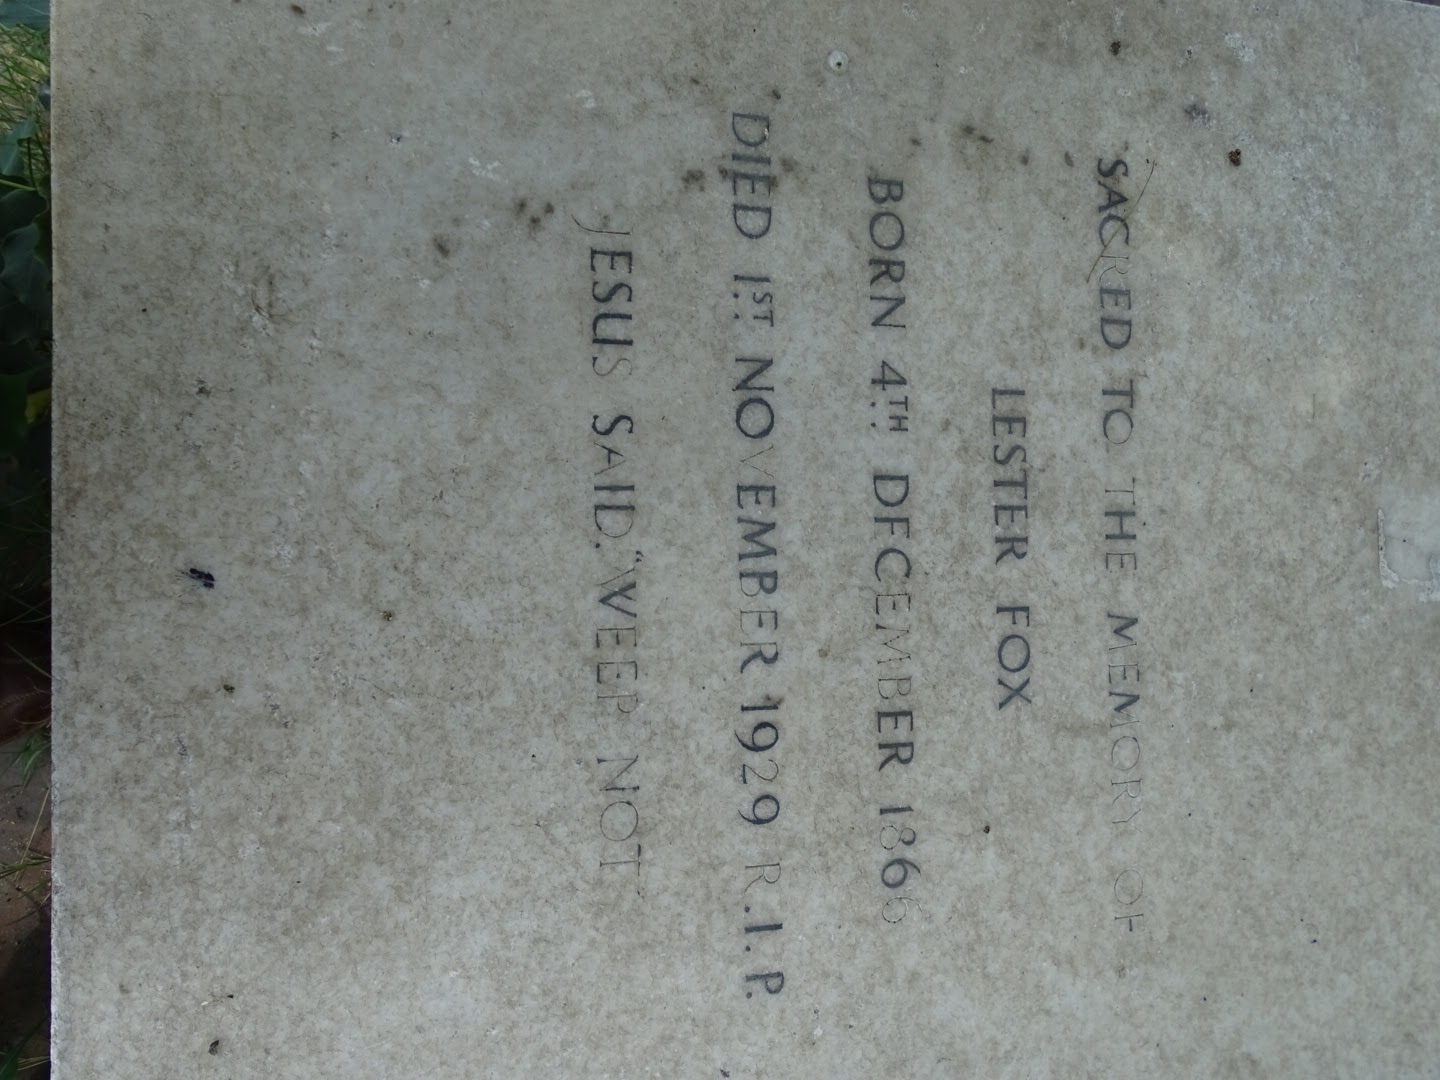 SACRED TO THE MEMORY OF
LESTER FOX
BORN 4TH DECEMBER 1866
DIED 1ST NOVEMBER 1929 R.I.P.
JESUS SAID. "WEEP NOT